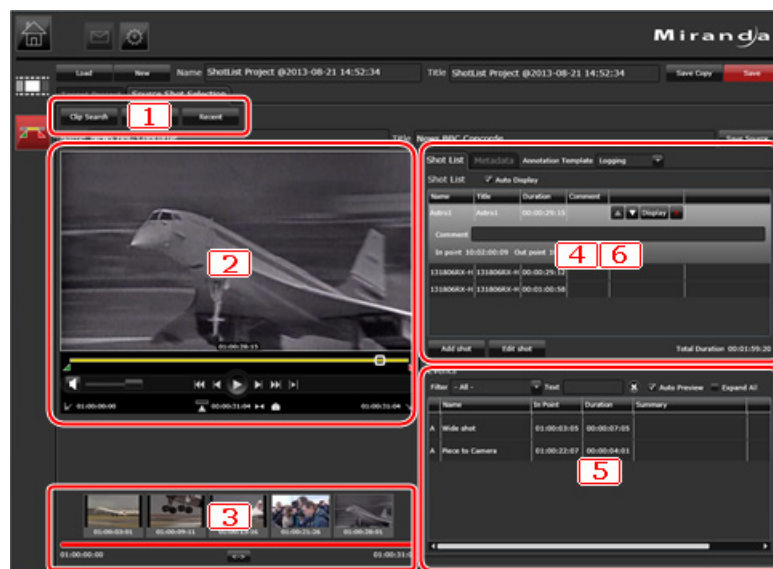 Miranda
Load New Name ShotList Project @2013-08-21 14:52:34 Title ShotList Project @2013-08-21 14:52:34 Save Copy Save
Source Shot Selection
Clip Search 1 Recent
Title News BBC Concorde Save Source
Shot List Metadata Annotation Template Logging
Shot List Auto Display
Name Title Duration Comment
Astro1 Astro1 00:00:29:15 Display
Comment
In point 10:02:00:09 Out point
4 6
131806RX-H 131806RX-H 00:00:29:12
131806RX-H 131806RX-H 00:01:00:58
Add shot Edit shot Total Duration 00:01:59:20
2
01:00:28:15
01:00:00:00 00:00:31:04 01:00:31:04
Events
Filter - All - Text Auto Preview Expand All
Name In Point Duration Summary
A Wide shot 01:00:03:05 00:00:07:05
A Piece to Camera 01:00:22:07 00:00:04:01
5
3
01:00:03:01 01:00:09:11 01:00:21:26 01:00:28:01
01:00:00:00